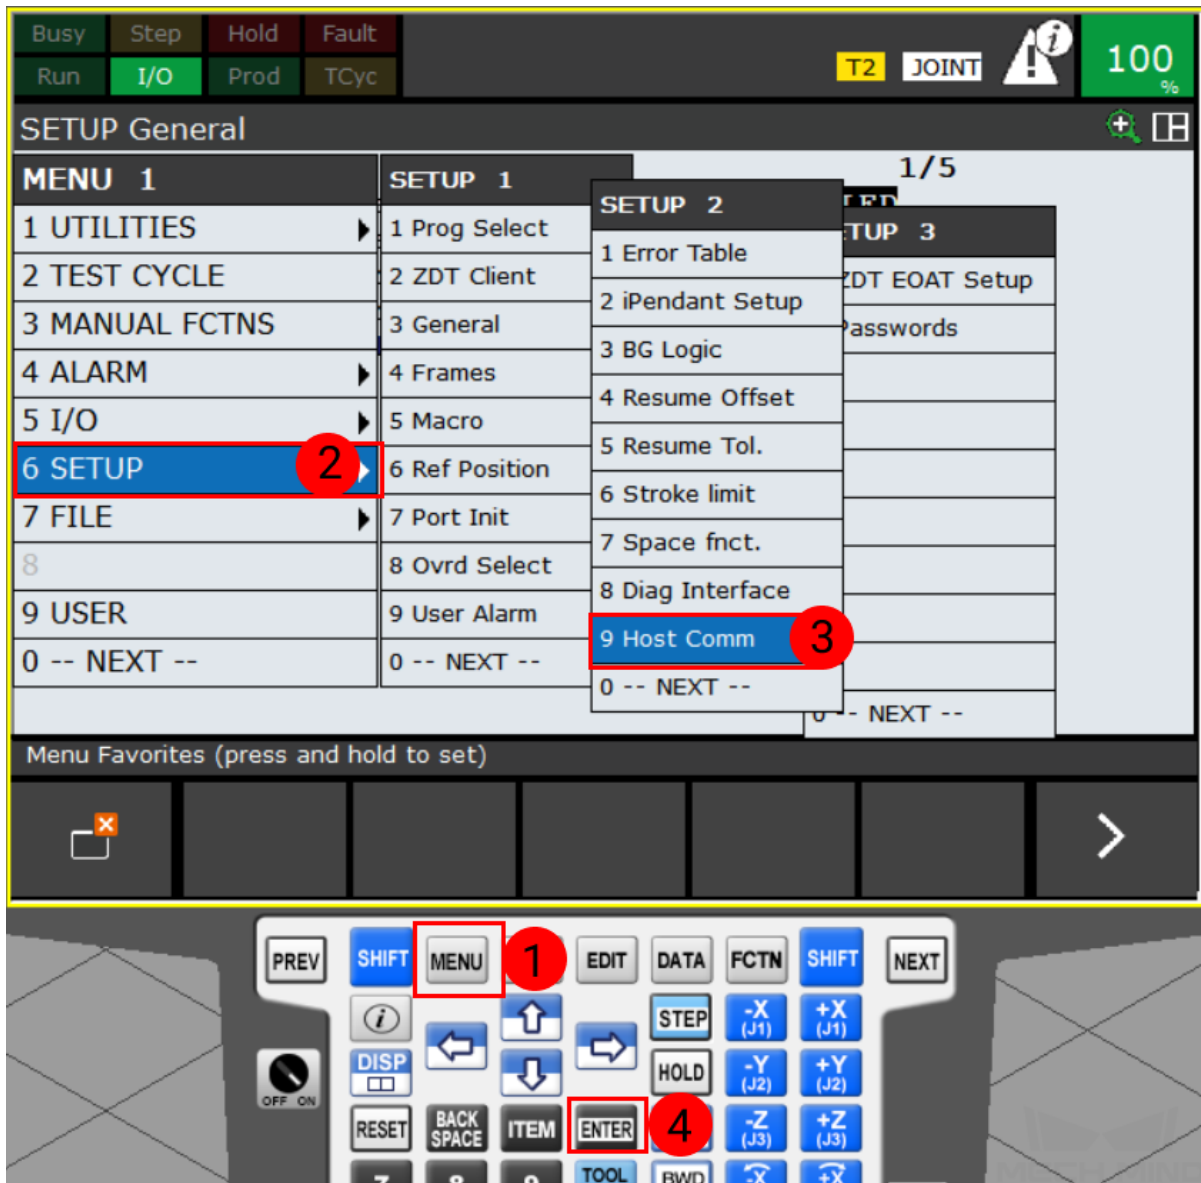 Busy Step Hold Fault
Run I/O Prod TCyc
T2 JOINT
100
%
SETUP General
1/5
MENU 1
1 UTILITIES
2 TEST CYCLE
3 MANUAL FCTNS
4 ALARM
5 I/O
6 SETUP
2
7 FILE
8
9 USER
0 -- NEXT --
SETUP 1
1 Prog Select
2 ZDT Client
3 General
4 Frames
5 Macro
6 Ref Position
7 Port Init
8 Ovrd Select
9 User Alarm
0 -- NEXT --
SETUP 2
1 Error Table
2 iPendant Setup
3 BG Logic
4 Resume Offset
5 Resume Tol.
6 Stroke limit
7 Space fnct.
8 Diag Interface
9 Host Comm
3
0 -- NEXT --
TUP 3
ZDT EOAT Setup
Passwords
0 -- NEXT --
Menu Favorites (press and hold to set)
PREV SHIFT MENU 1 EDIT DATA FCTN SHIFT NEXT
i STEP -X (J1) +X (J1)
OFF ON DISP HOLD -Y (J2) +Y (J2)
RESET BACK SPACE ITEM ENTER 4 -Z (J3) +Z (J3)
7 8 9 TOOL BWD -X +X
MECH MIND